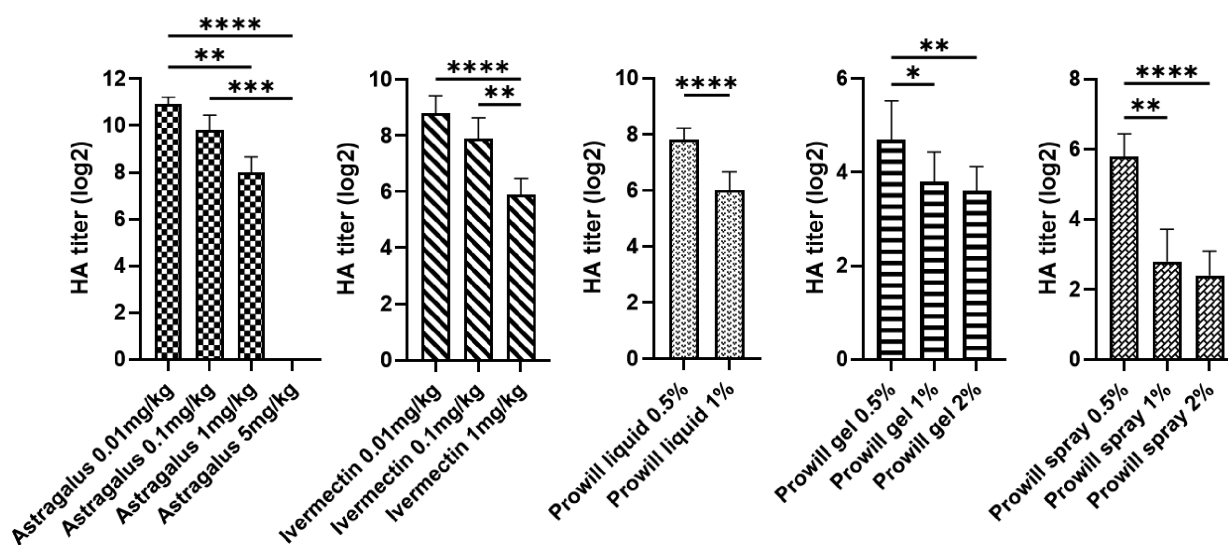 ****
**
***
HA titer (log2)
12
10
8
6
4
2
0
Astragalus 0.01mg/kg
Astragalus 0.1mg/kg
Astragalus 1mg/kg
Astragalus 5mg/kg
****
**
HA titer (log2)
10
8
6
4
2
0
Ivermectin 0.01mg/kg
Ivermectin 0.1mg/kg
Ivermectin 1mg/kg
****
HA titer (log2)
10
8
6
4
2
0
Prowill liquid 0.5%
Prowill liquid 1%
**
*
HA titer (log2)
6
4
2
0
Prowill gel 0.5%
Prowill gel 1%
Prowill gel 2%
****
**
HA titer (log2)
8
6
4
2
0
Prowill spray 0.5%
Prowill spray 1%
Prowill spray 2%